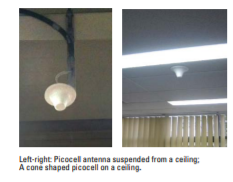 Left-right: Picocell antenna suspended from a ceiling;
A cone shaped picocell on a ceiling.